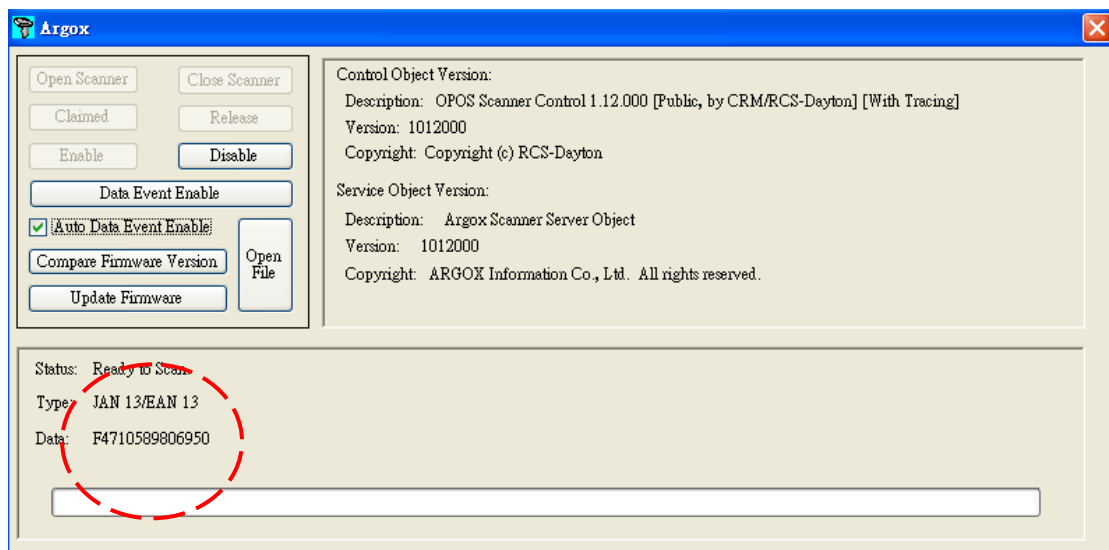 Argox
Open Scanner
Close Scanner
Claimed
Release
Enable
Disable
Data Event Enable
Auto Data Event Enable
Compare Firmware Version
Open
File
Update Firmware
Control Object Version:
Description: OPOS Scanner Control 1.12.000 [Public, by CRM/RCS-Dayton] [With Tracing]
Version: 1012000
Copyright: Copyright (c) RCS-Dayton
Service Object Version:
Description: Argox Scanner Server Object
Version: 1012000
Copyright: ARGOX Information Co., Ltd. All rights reserved.
Status: Ready to Scan.
Type: JAN 13/EAN 13
Data: F4710589806950